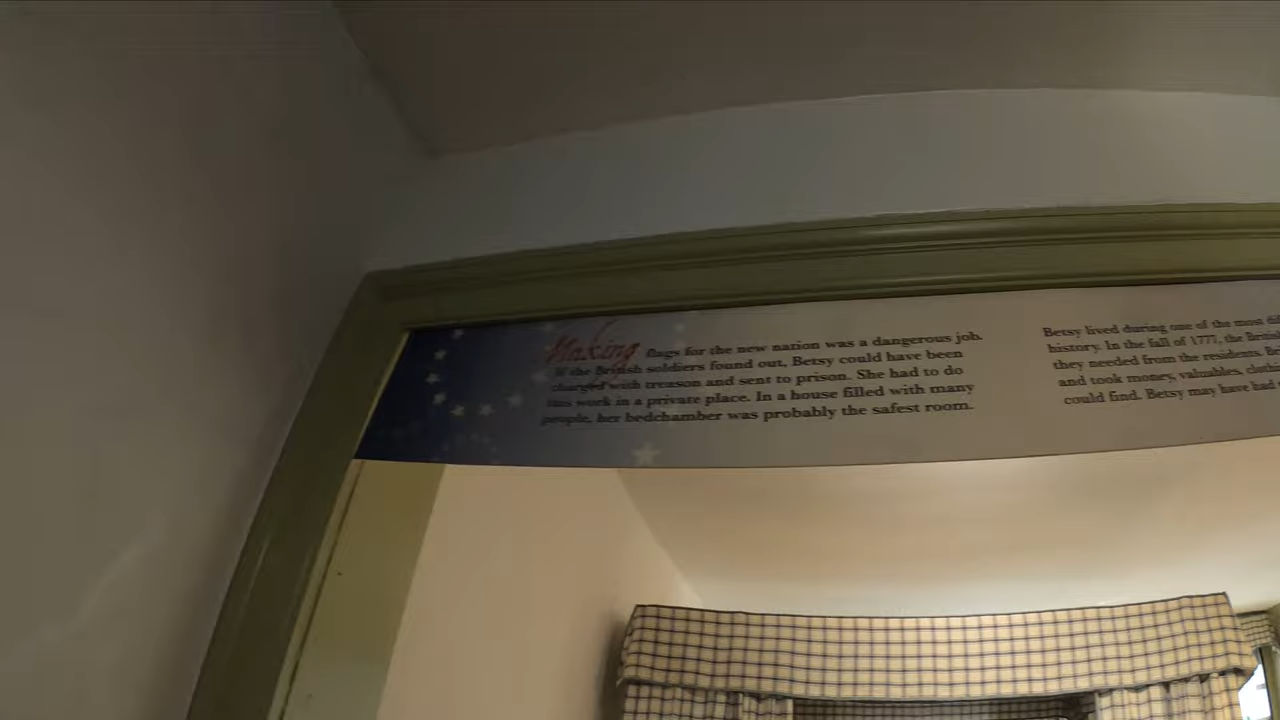 Making flags for the new nation was a dangerous job.
If the British soldiers found out, Betsy could have been
charged with treason and sent to prison. She had to do
this work in a private place. In a house filled with many
people, her bedchamber was probably the safest room.
Betsy lived during one of the most
history. In the fall of 1777, the
they needed from the residents.
and took money, valuables,
could find. Betsy may have had